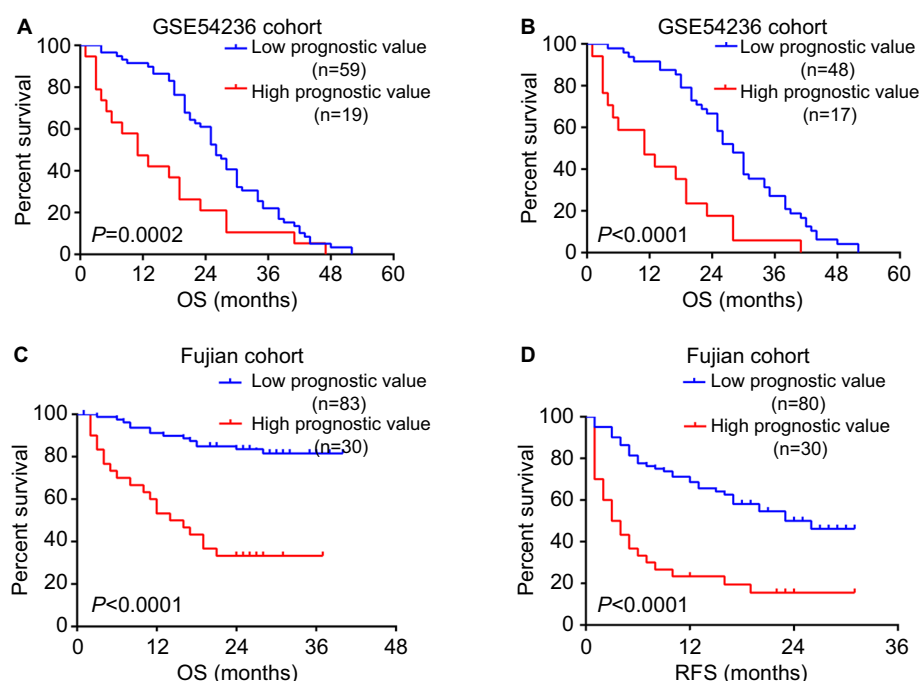 A
GSE54236 cohort
Low prognostic value
(n=59)
High prognostic value
(n=19)
Percent survival
100
80
60
40
20
0
P=0.0002
0 12 24 36 48 60
OS (months)
B
GSE54236 cohort
Low prognostic value
(n=48)
High prognostic value
(n=17)
Percent survival
100
80
60
40
20
0
P<0.0001
0 12 24 36 48 60
OS (months)
C
Fujian cohort
Low prognostic value
(n=83)
High prognostic value
(n=30)
Percent survival
100
80
60
40
20
0
P<0.0001
0 12 24 36 48
OS (months)
D
Fujian cohort
Low prognostic value
(n=80)
High prognostic value
(n=30)
Percent survival
100
80
60
40
20
0
P<0.0001
0 12 24 36
RFS (months)